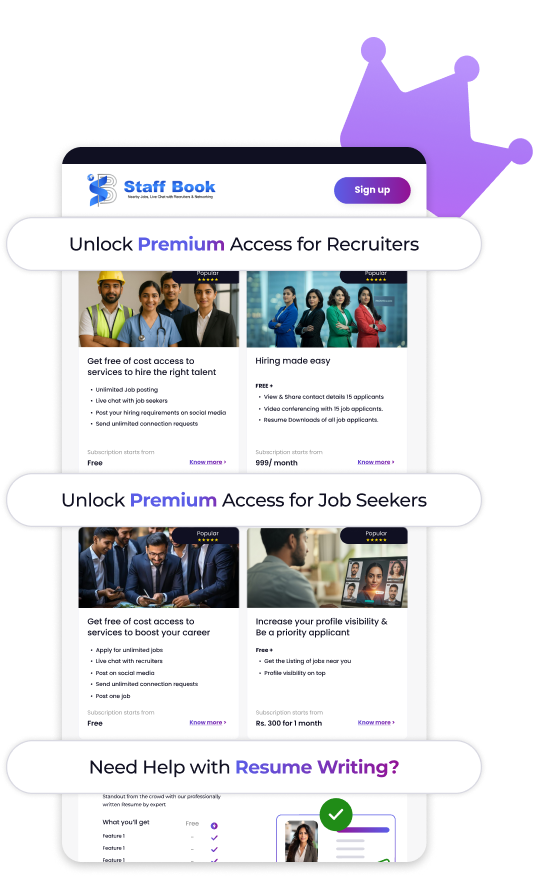 Staff Book
Nearby Jobs, Live Chat with Recruiters & Networking
Sign up
Unlock Premium Access for Recruiters
Popular
Popular
Get free of cost access to
services to hire the right talent
• Unlimited Job posting
• Live chat with job seekers
• Post your hiring requirements on social media
• Send unlimited connection requests
Subscription starts from
Free
Know more >
Hiring made easy
FREE +
• View & Share contact details 15 applicants
• Video conferencing with 15 job applicants.
• Resume Downloads of all job applicants.
Subscription starts from
999/ month
Know more >
Unlock Premium Access for Job Seekers
Popular
Popular
Get free of cost access to
services to boost your career
• Apply for unlimited jobs
• Live chat with recruiters
• Post on social media
• Send unlimited connection requests
• Post one job
Subscription starts from
Free
Know more >
Increase your profile visibility &
Be a priority applicant
Free +
• Get the Listing of jobs near you
• Profile visibility on top
Subscription starts from
Rs. 300 for 1 month
Know more >
Need Help with Resume Writing?
Standout from the crowd with our professionally
written Resume by expert
What you'll get Free
Feature 1 -
Feature 1 -
Feature 1 -